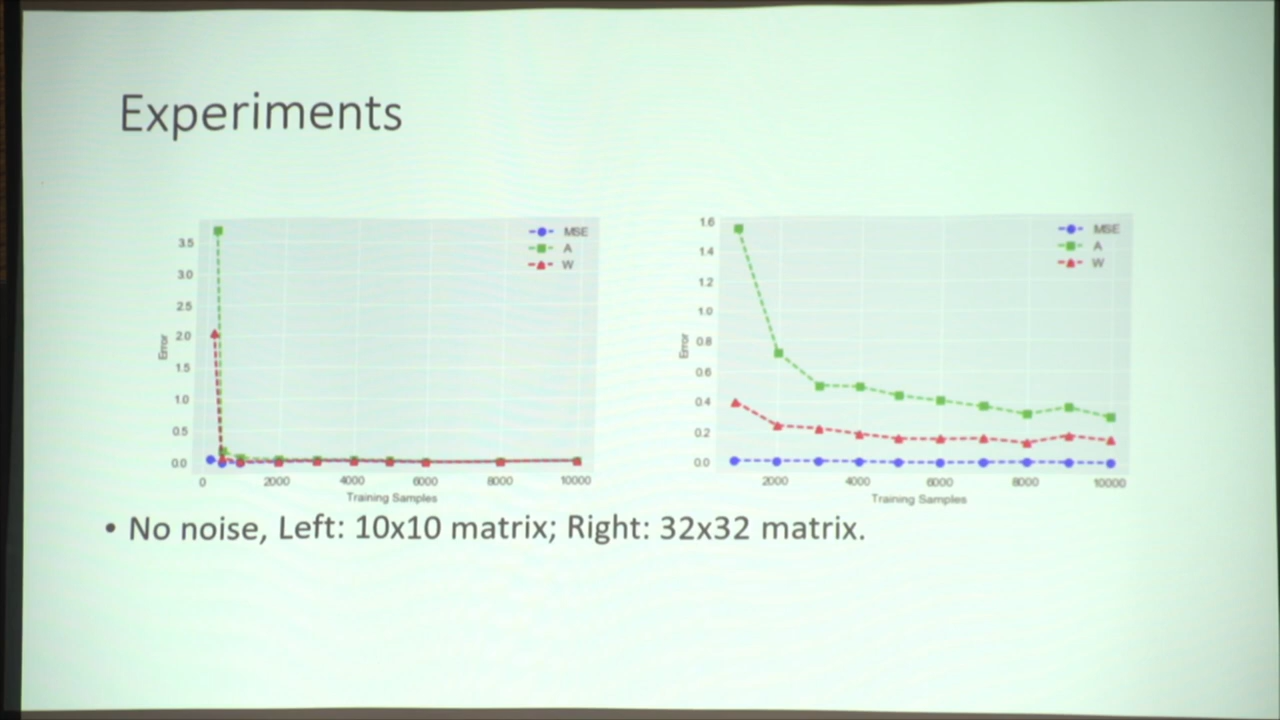 Experiments
3.5
3.0
2.5
2.0
1.5
1.0
0.5
0.0
Error
0 2000 4000 6000 8000 10000
Training Samples
MSE
A
W
1.6
1.4
1.2
1.0
0.8
0.6
0.4
0.2
0.0
Error
2000 4000 6000 8000 10000
Training Samples
MSE
A
W
• No noise, Left: 10x10 matrix; Right: 32x32 matrix.